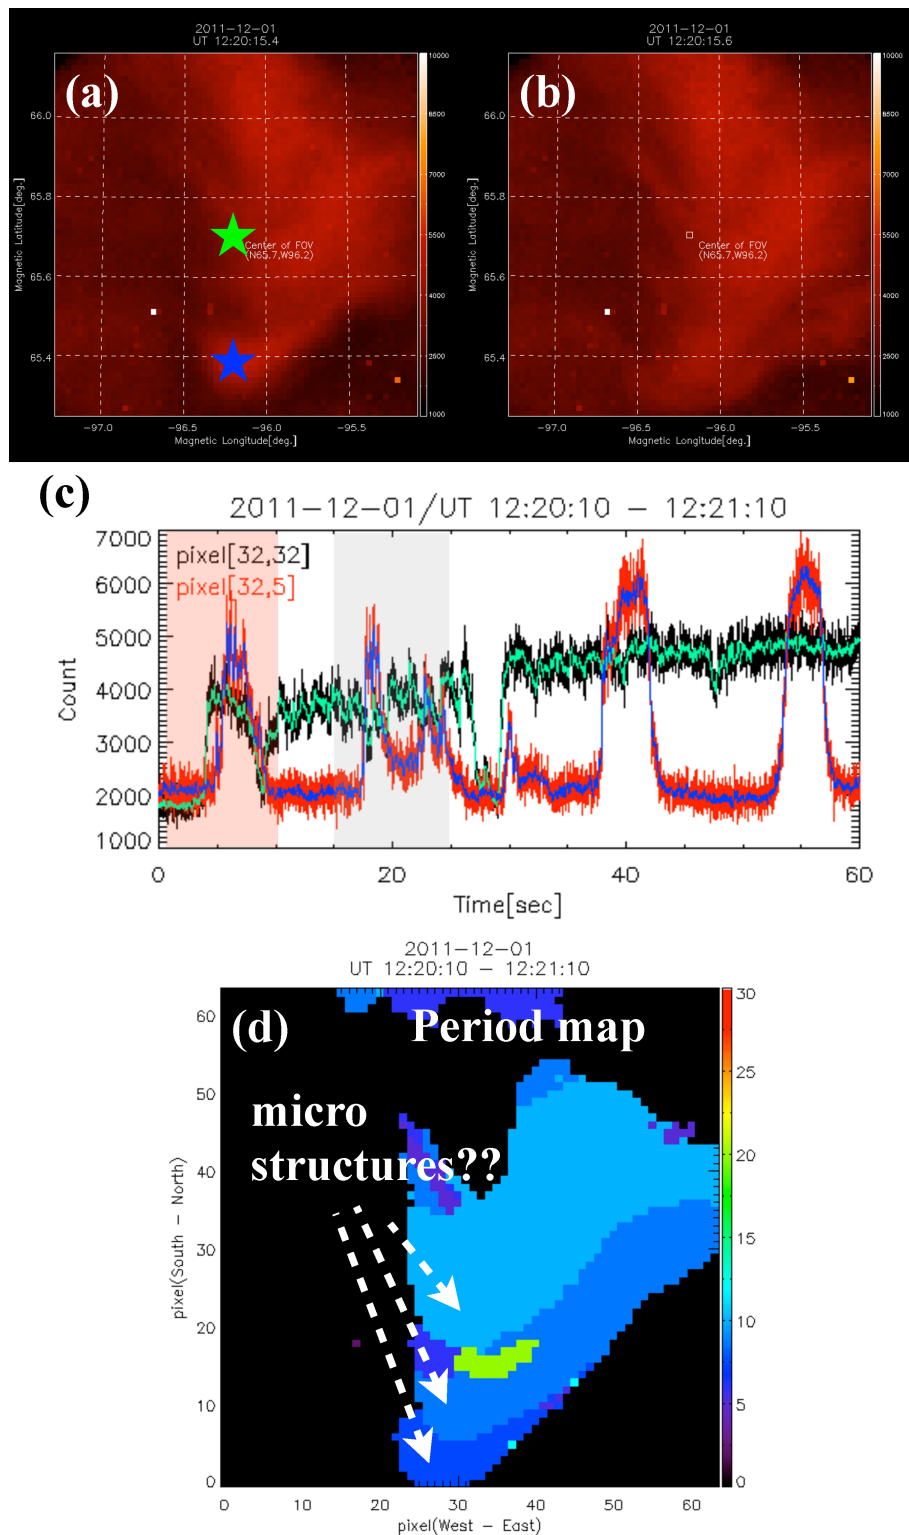 2011-12-01
UT 12:20:15.4
(a)
Center of FOV
(N65.7,W96.2)
66.0
65.8
65.6
65.4
Magnetic Latitude[deg.]
-97.0
-96.5
-96.0
-95.5
Magnetic Longitude[deg.]
10000
8500
7000
5500
4000
2500
1000
2011-12-01
UT 12:20:15.6
(b)
Center of FOV
(N65.7,W96.2)
66.0
65.8
65.6
65.4
Magnetic Latitude[deg.]
-97.0
-96.5
-96.0
-95.5
Magnetic Longitude[deg.]
10000
8500
7000
5500
4000
2500
1000
(c)
2011-12-01/UT 12:20:10 - 12:21:10
pixel[32,32]
pixel[32,5]
7000
6000
5000
4000
3000
2000
1000
Count
0
20
40
60
Time[sec]
2011-12-01
UT 12:20:10 - 12:21:10
(d)
Period map
micro
structures??
60
50
40
30
20
10
0
pixel(South - North)
0
10
20
30
40
50
60
pixel(West - East)
30
25
20
15
10
5
0